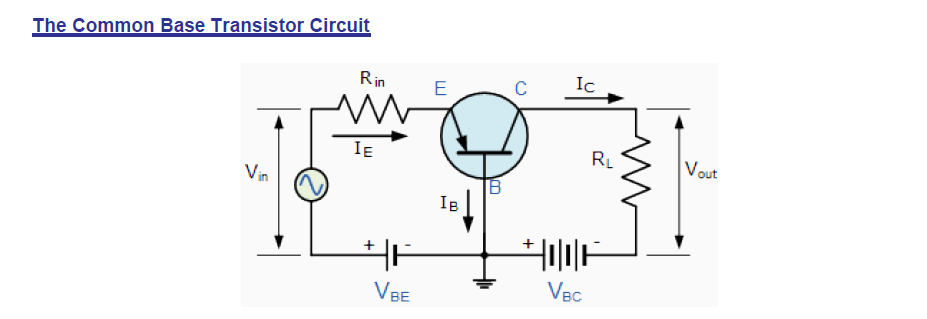 The Common Base Transistor Circuit
Rin
E
C
IC
IE
Vin
RL
Vout
B
IB
+
-
+
-
VBE
VBC